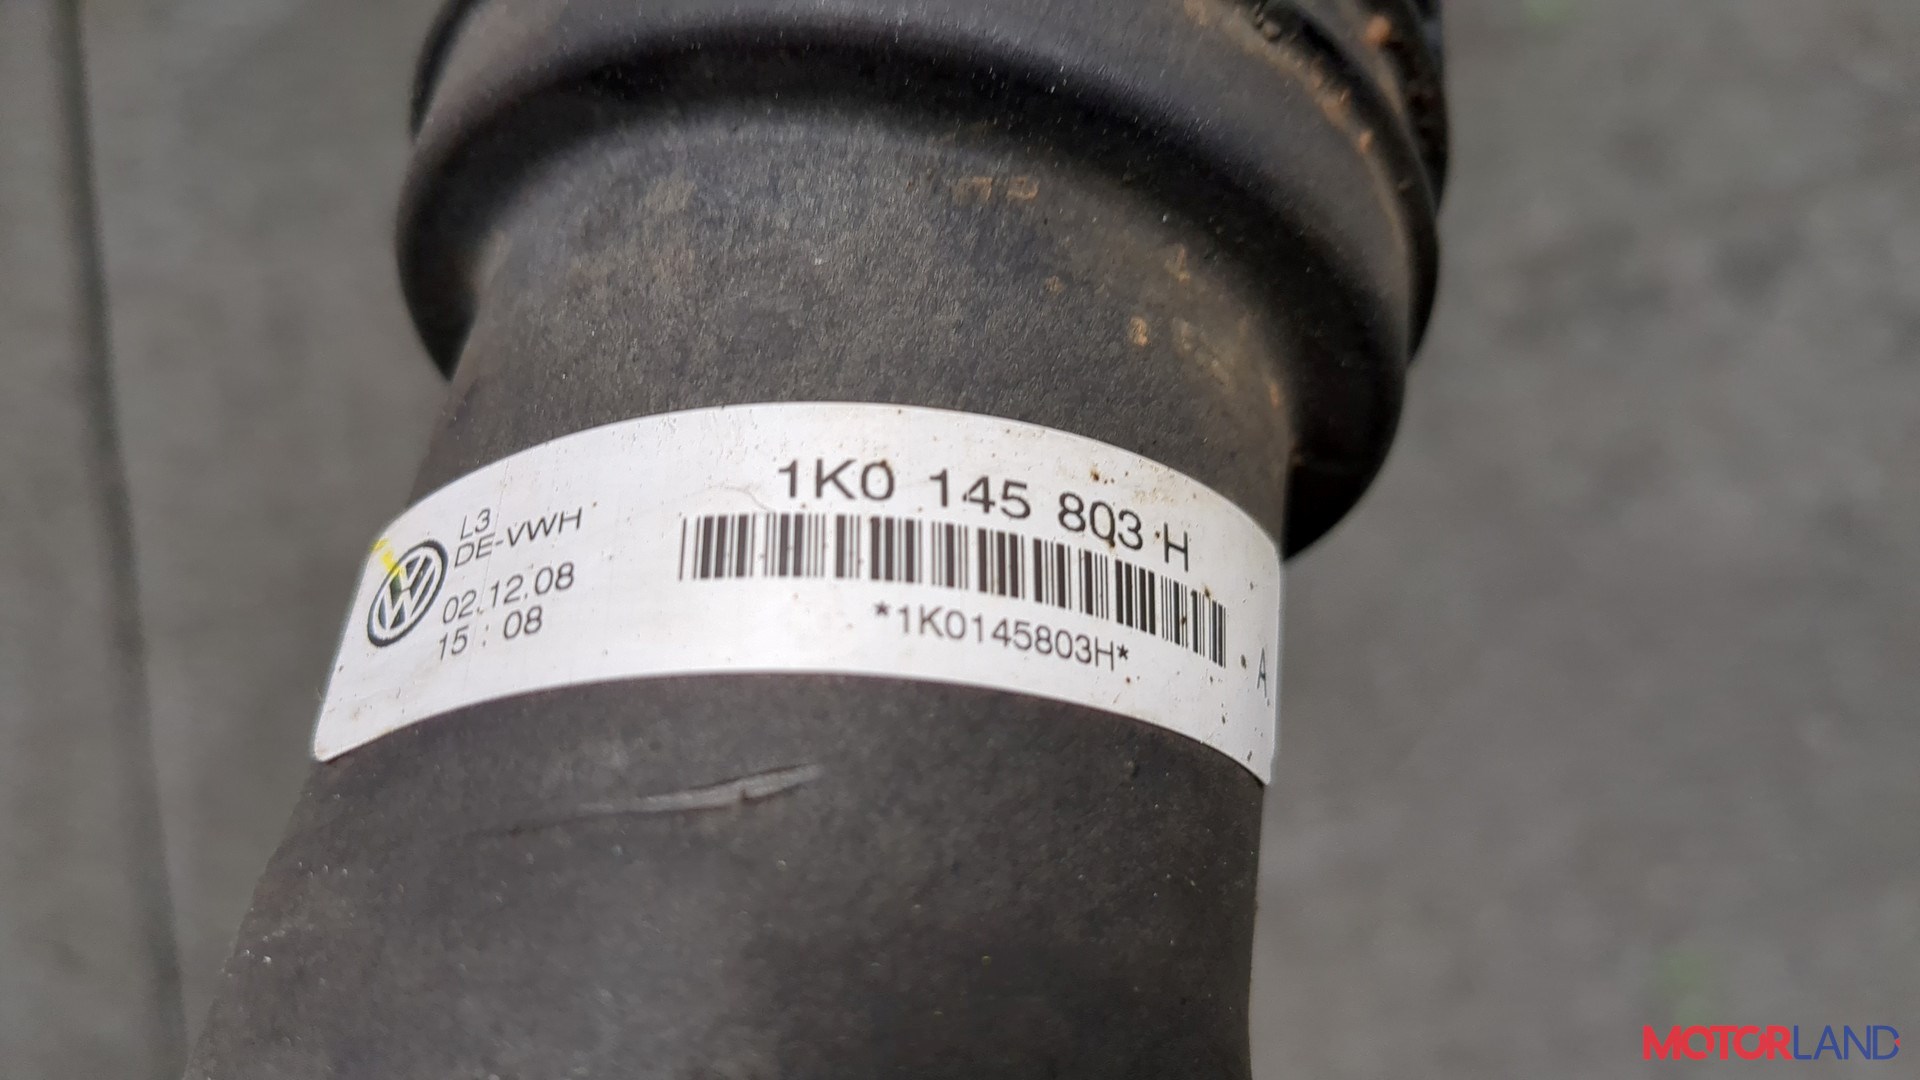 1K0 145 803 H
L3
DE-VWH
02.12.08
15 : 08
*1K0145803H*
A
MOTORLAND